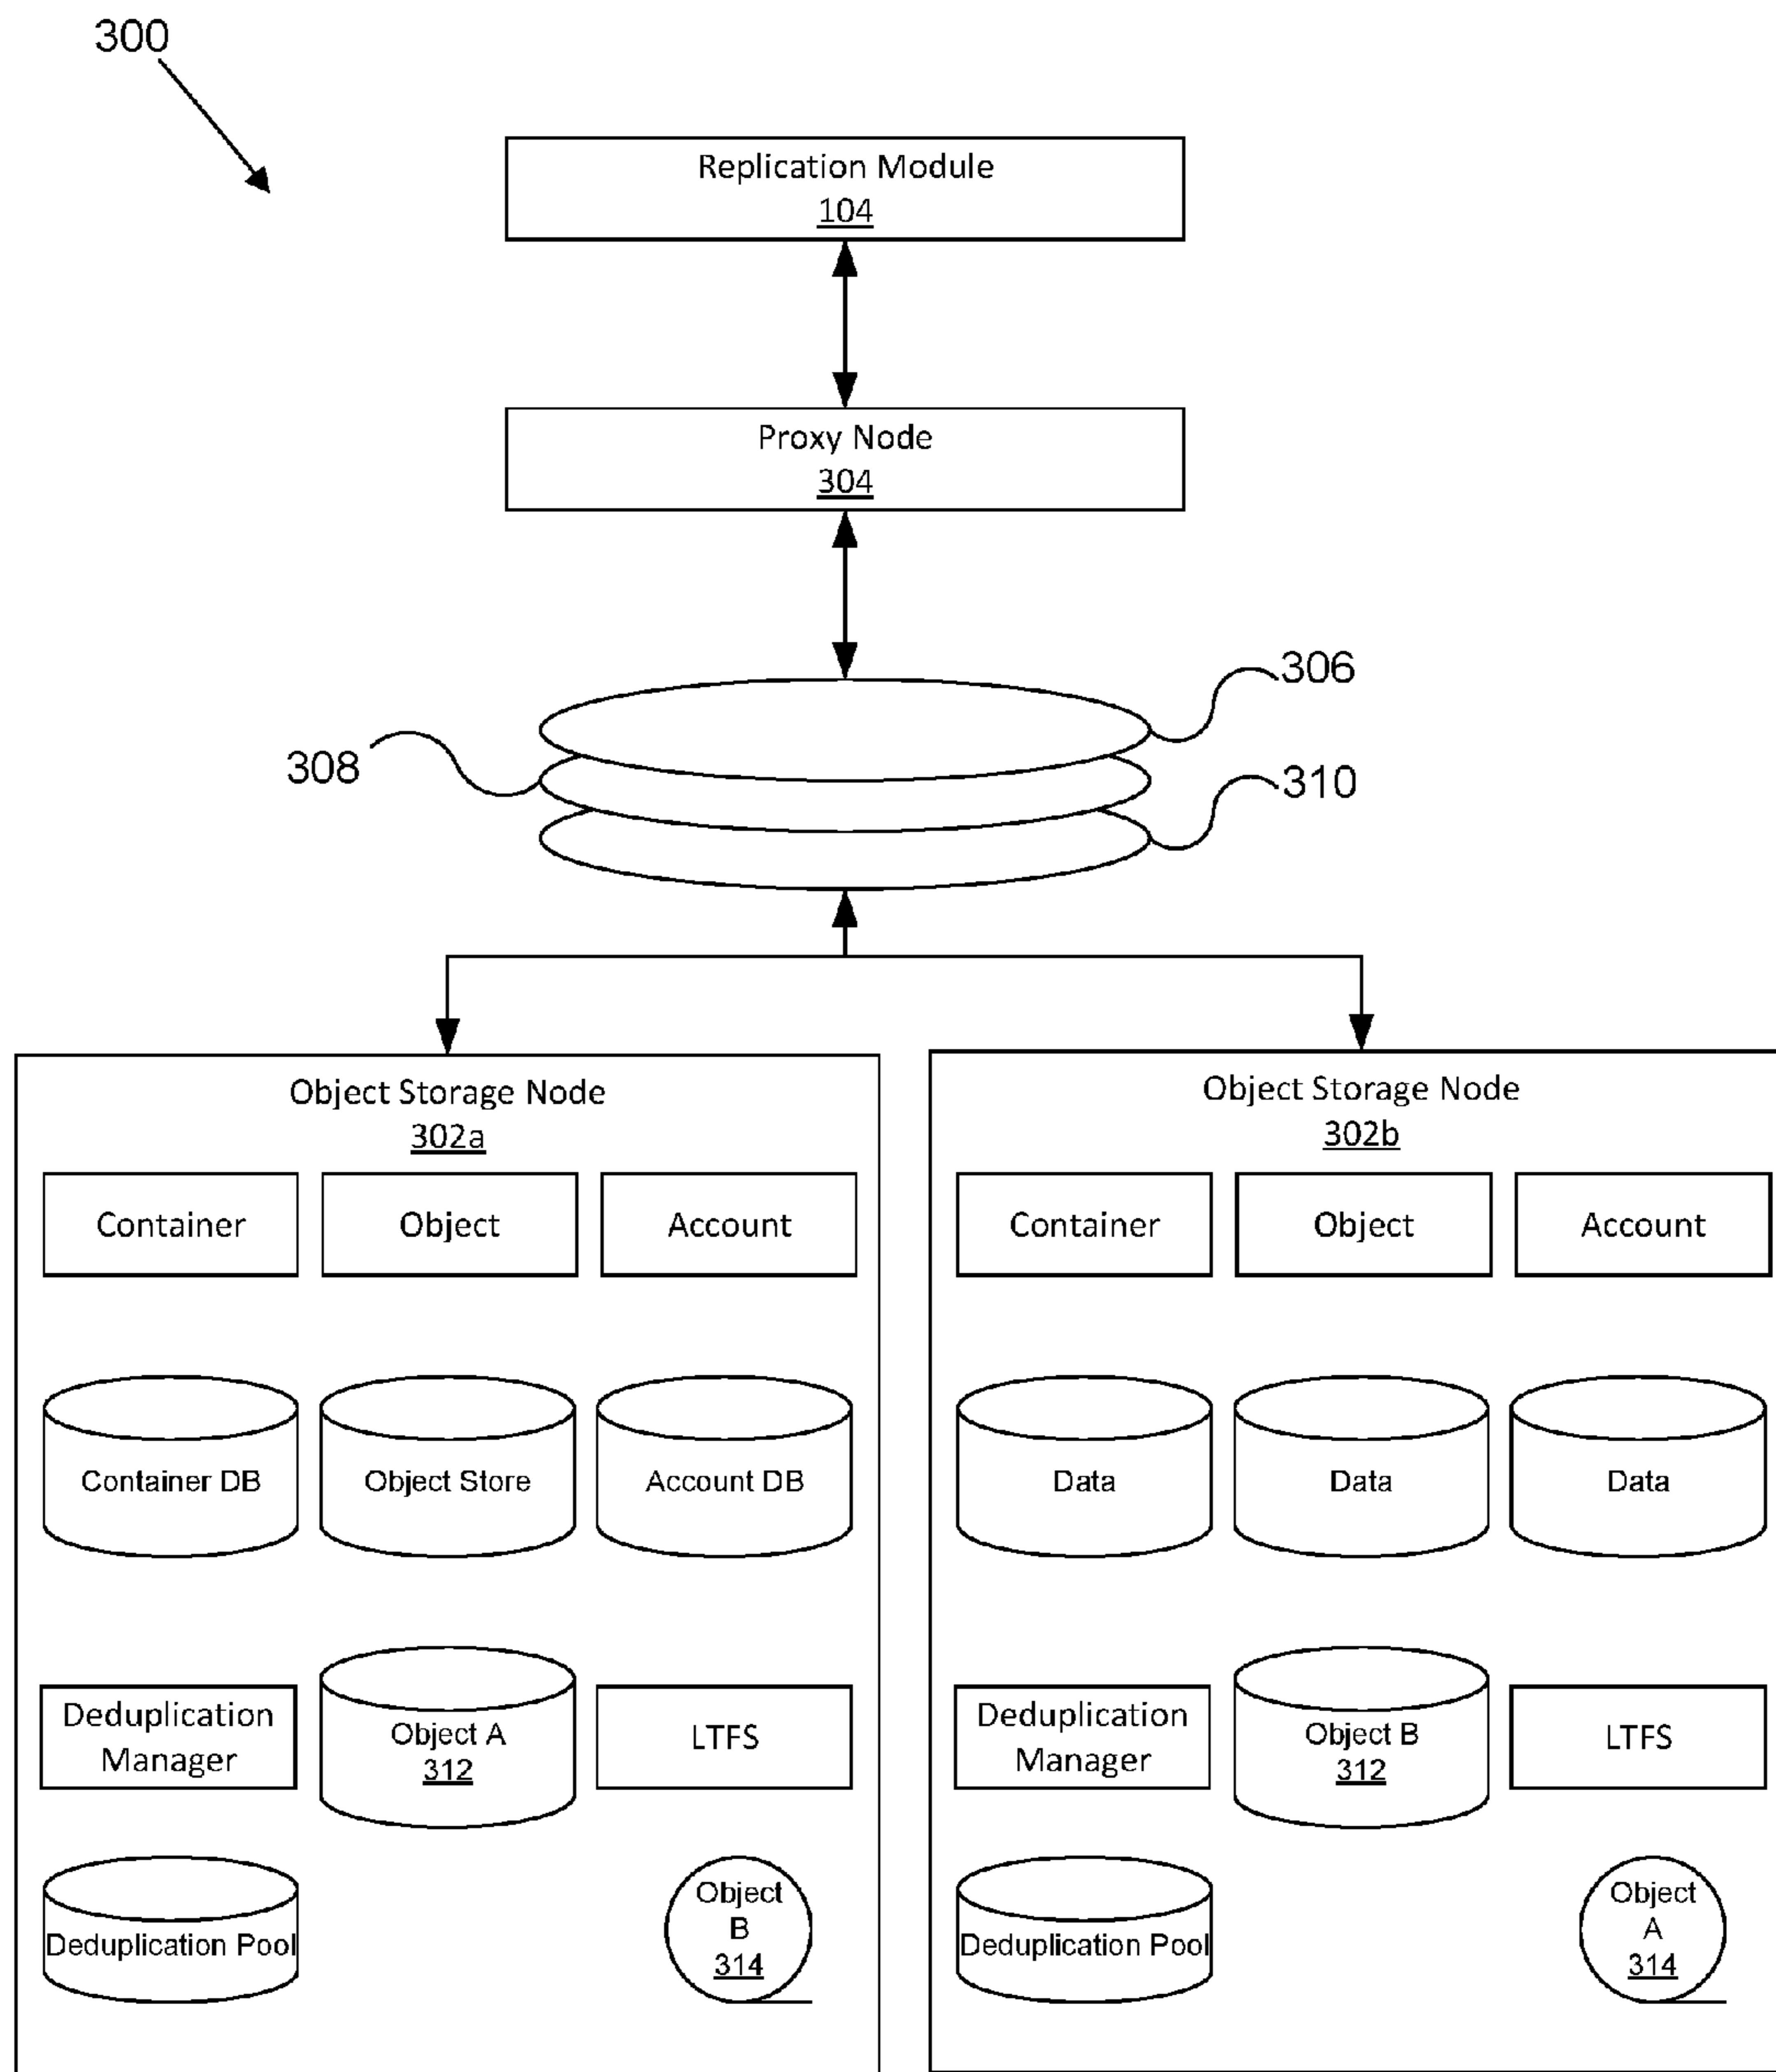 300
Replication Module
104
Proxy Node
304
306
308
310
Object Storage Node
302a
Container
Object
Account
Container DB
Object Store
Account DB
Deduplication
Manager
Object A
312
LTFS
Deduplication Pool
Object
B
314
Object Storage Node
302b
Container
Object
Account
Data
Data
Data
Deduplication
Manager
Object B
312
LTFS
Deduplication Pool
Object
A
314